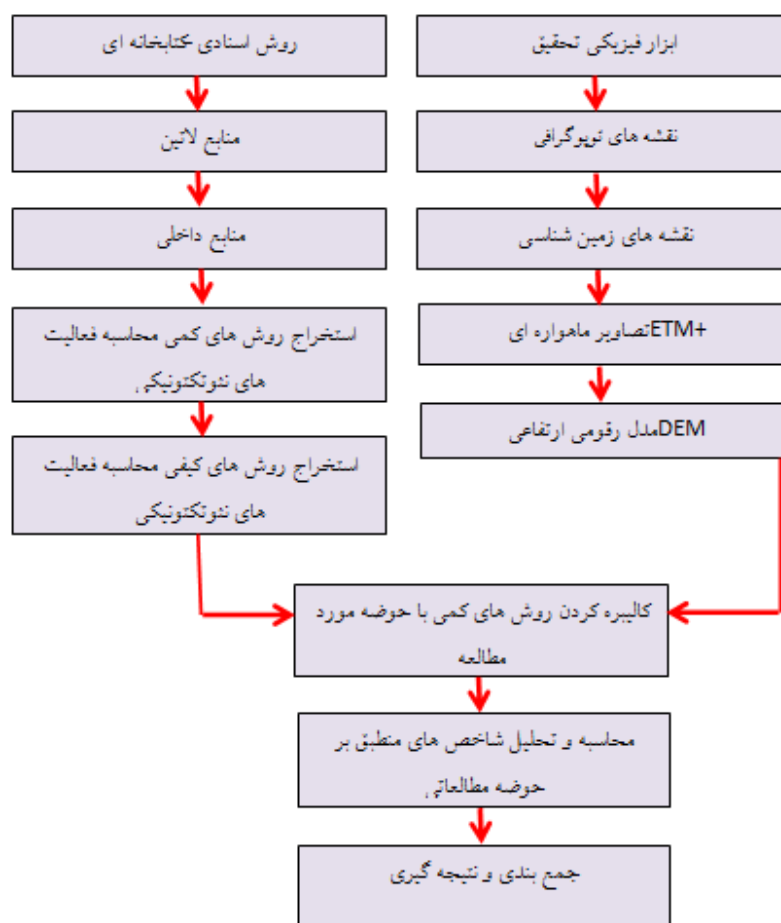 ابزار فیزیکی تحقیق
نقشه های توپوگرافی
نقشه های زمین شناسی
ETM+تصاویر ماهواره ای
DEMمدل رقومی ارتفاعی
روش اسنادی کتابخانه ای
منابع لاتین
منابع داخلی
استخراج روش های کمی محاسبه فعالیت
های نئوتکتونیکی
استخراج روش های کیفی محاسبه فعالیت
های نئوتکتونیکی
کالیبره کردن روش های کمی با حوضه مورد
مطالعه
محاسبه و تحلیل شاخص های منطبق بر
حوضه مطالعاتی
جمع بندی و نتیجه گیری